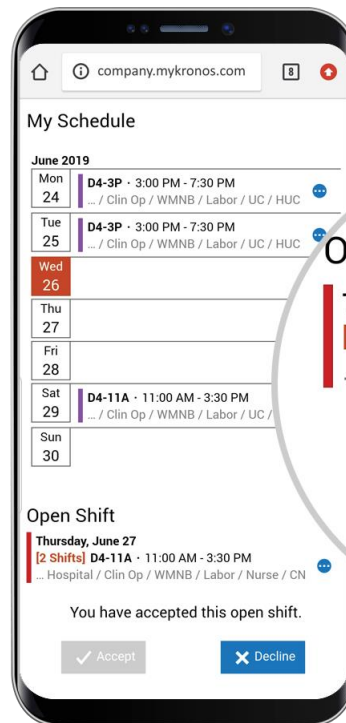 company.mykronos.com
8
My Schedule
June 2019
Mon
24
D4-3P · 3:00 PM - 7:30 PM
... / Clin Op / WMNB / Labor / UC / HUC
Tue
25
D4-3P · 3:00 PM - 7:30 PM
... / Clin Op / WMNB / Labor / UC / HUC
Wed
26
Thu
27
Fri
28
Sat
29
D4-11A · 11:00 AM - 3:30 PM
... / Clin Op / WMNB / Labor / UC /
Sun
30
Open Shift
Thursday, June 27
[2 Shifts] D4-11A · 11:00 AM - 3:30 PM
... Hospital / Clin Op / WMNB / Labor / Nurse / CN
You have accepted this open shift.
Accept
Decline